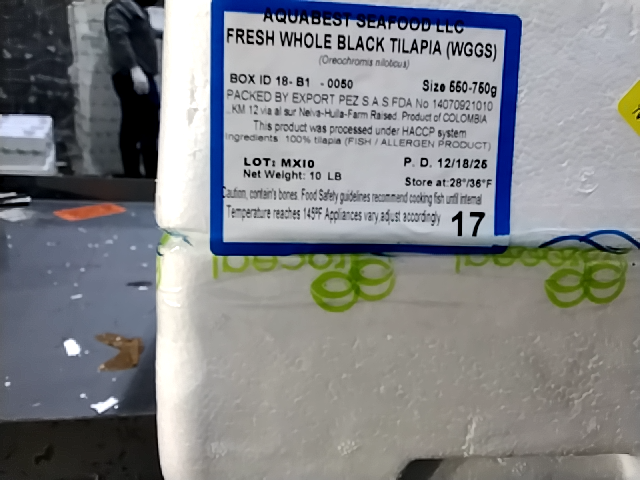 AQUABEST SEAFOOD LLC
FRESH WHOLE BLACK TILAPIA (WGGS)
(Oreochromis niloticus)
BOX ID 18- B1 - 0050 Size 550-750g
PACKED BY EXPORT PEZ S A S FDA No 14070921010
KM 12 via al sur Neiva-Huila-Farm Raised. Product of COLOMBIA
This product was processed under HACCP system
Ingredients: 100% tilapia (FISH / ALLERGEN PRODUCT)
LOT: MXI0 P. D. 12/18/25
Net Weight: 10 LB Store at:28°/36°F
Caution, contain's bones. Food Safety guidelines recommend cooking fish until internal
Temperature reaches 145ºF Appliances vary adjust accordingly 17